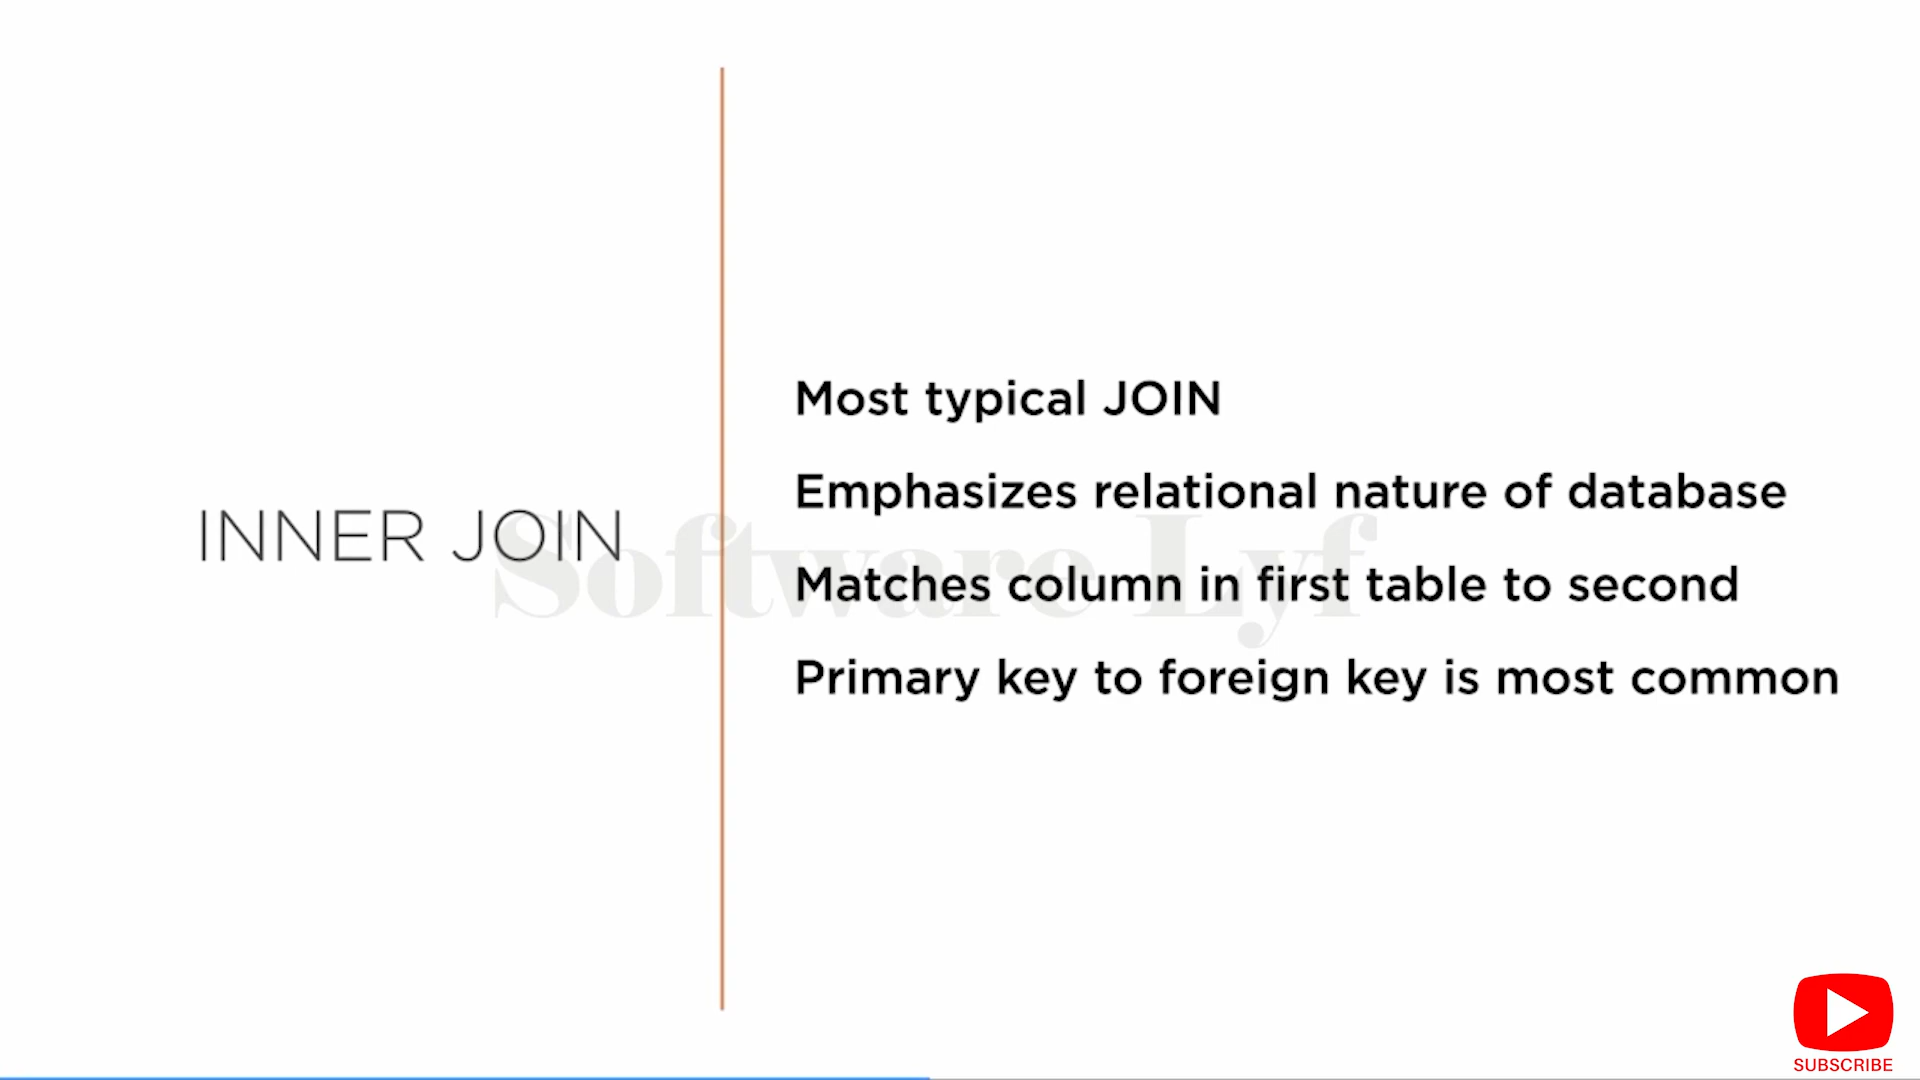 INNER JOIN
Most typical JOIN
Emphasizes relational nature of database
Matches column in first table to second
Primary key to foreign key is most common
Software Lyf
SUBSCRIBE